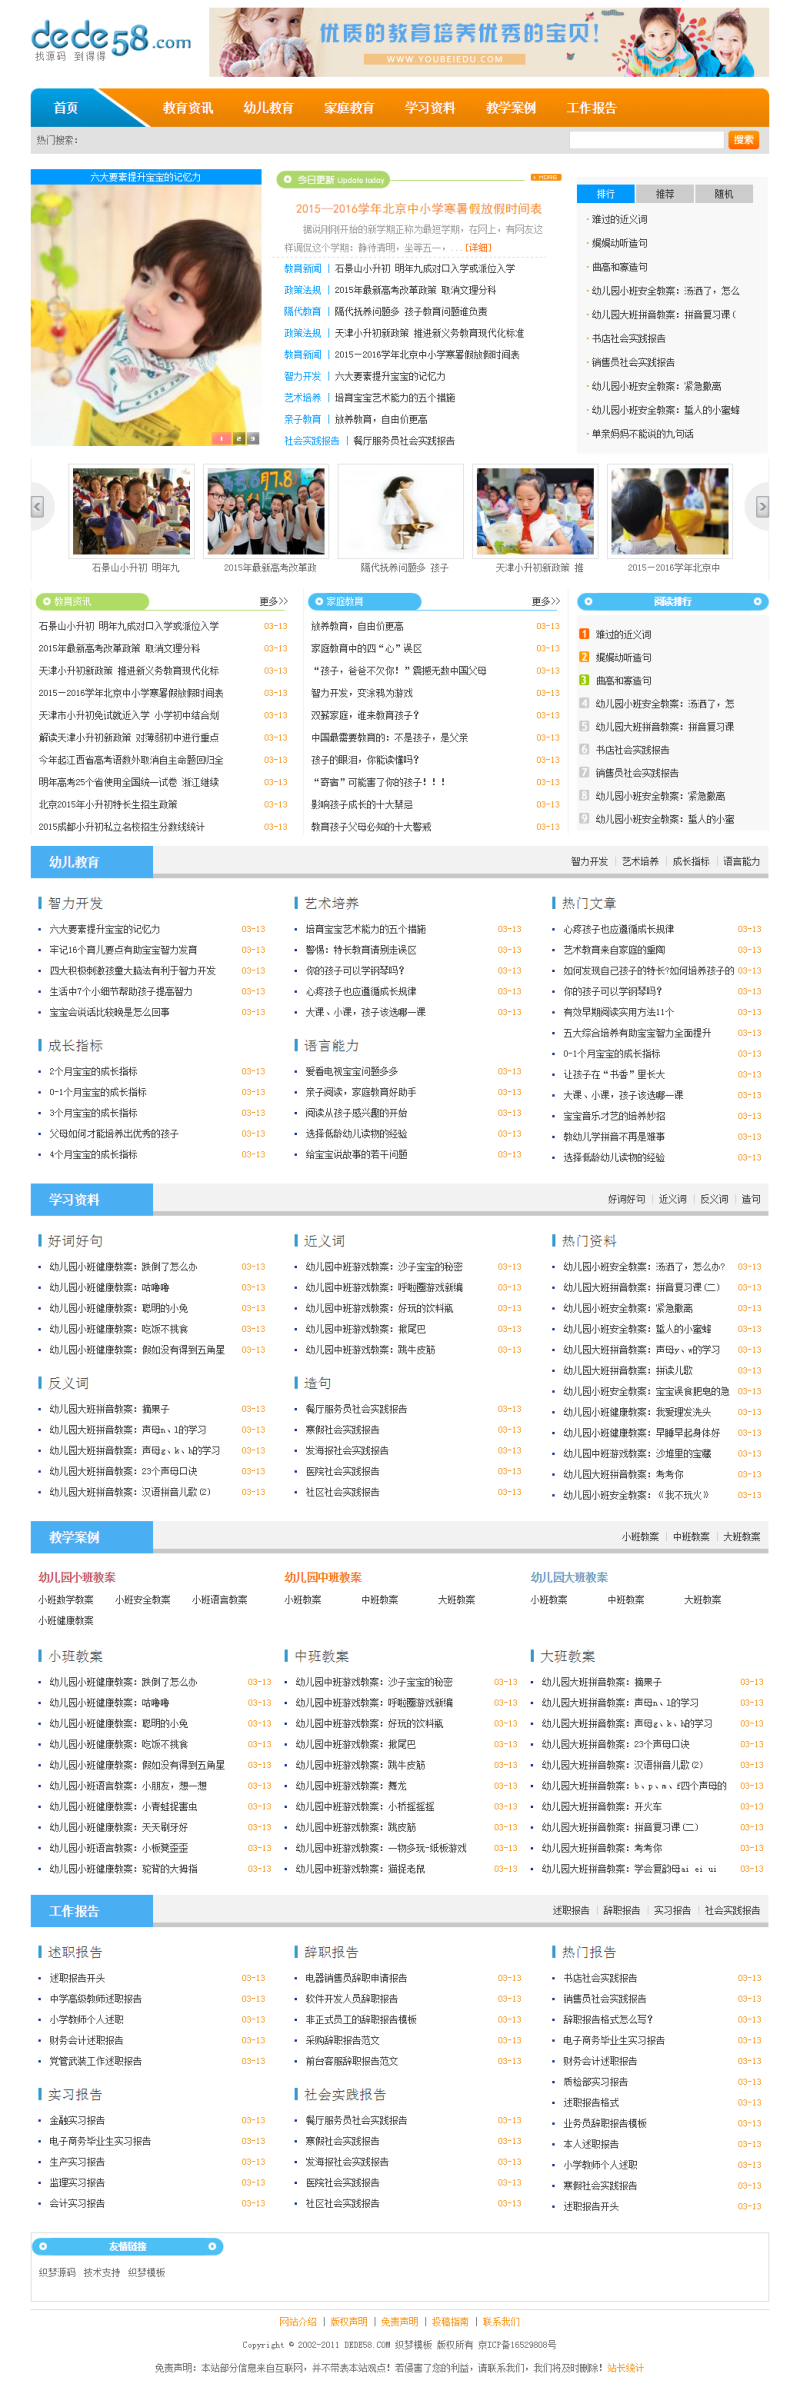 dede58.com
找源码 到得得
优质的教育培养优秀的宝贝!
WWW.YOUBEIEDU.COM
首页 教育资讯 幼儿教育 家庭教育 学习资料 教学案例 工作报告
热门搜索: 搜索
六大要素提升宝宝的记忆力
1 2 3
今日更新 Update today MORE
2015—2016学年北京中小学寒暑假放假时间表
据说刚刚开始的新学期正称为最短学期, 在网上, 有网友这
样调侃这个学期: 静待清明, 坐等五一, ...[详细]
教育新闻 | 石景山小升初 明年九成对口入学或派位入学
政策法规 | 2015年最新高考改革政策 取消文理分科
隔代教育 | 隔代抚养问题多 孩子教育问题谁负责
政策法规 | 天津小升初新政策 推进新义务教育现代化标准
教育新闻 | 2015—2016学年北京中小学寒暑假放假时间表
智力开发 | 六大要素提升宝宝的记忆力
艺术培养 | 培育宝宝艺术能力的五个措施
亲子教育 | 放养教育, 自由价更高
社会实践报告 | 餐厅服务员社会实践报告
排行 推荐 随机
难过的近义词
娓娓动听造句
曲高和寡造句
幼儿园小班安全教案: 汤洒了, 怎么
幼儿园大班拼音教案: 拼音复习课(
书店社会实践报告
销售员社会实践报告
幼儿园小班安全教案: 紧急撤离
幼儿园小班安全教案: 蜇人的小蜜蜂
单亲妈妈不能说的九句话
石景山小升初 明年九 2015年最新高考改革政 隔代抚养问题多 孩子 天津小升初新政策 推 2015—2016学年北京中
教育资讯 更多>>
石景山小升初 明年九成对口入学或派位入学 03-13
2015年最新高考改革政策 取消文理分科 03-13
天津小升初新政策 推进新义务教育现代化标 03-13
2015—2016学年北京中小学寒暑假放假时间表 03-13
天津市小升初免试就近入学 小学初中结合划 03-13
解读天津小升初新政策 对薄弱初中进行重点 03-13
今年起江西省高考语数外取消自主命题回归全 03-13
明年高考25个省使用全国统一试卷 浙江继续 03-13
北京2015年小升初特长生招生政策 03-13
2015成都小升初私立名校招生分数线统计 03-13
家庭教育 更多>>
放养教育, 自由价更高 03-13
家庭教育中的四“心”误区 03-13
“孩子, 爸爸不欠你!”震撼无数中国父母 03-13
智力开发, 变涂鸦为游戏 03-13
双薪家庭, 谁来教育孩子? 03-13
中国最需要教育的: 不是孩子, 是父亲 03-13
孩子的眼泪, 你能读懂吗? 03-13
“寄宿”可能害了你的孩子!!! 03-13
影响孩子成长的十大禁忌 03-13
教育孩子父母必知的十大警戒 03-13
阅读排行
1 难过的近义词
2 娓娓动听造句
3 曲高和寡造句
4 幼儿园小班安全教案: 汤洒了, 怎
5 幼儿园大班拼音教案: 拼音复习课
6 书店社会实践报告
7 销售员社会实践报告
8 幼儿园小班安全教案: 紧急撤离
9 幼儿园小班安全教案: 蜇人的小蜜
幼儿教育 智力开发 | 艺术培养 | 成长指标 | 语言能力
智力开发
六大要素提升宝宝的记忆力 03-13
牢记16个育儿要点有助宝宝智力发育 03-13
四大积极刺激孩童大脑法有利于智力开发 03-13
生活中7个小细节帮助孩子提高智力 03-13
宝宝会说话比较晚是怎么回事 03-13
艺术培养
培育宝宝艺术能力的五个措施 03-13
警惕: 特长教育请别走误区 03-13
你的孩子可以学钢琴吗? 03-13
心疼孩子也应遵循成长规律 03-13
大课、小课, 孩子该选哪一课 03-13
成长指标
2个月宝宝的成长指标 03-13
0-1个月宝宝的成长指标 03-13
3个月宝宝的成长指标 03-13
父母如何才能培养出优秀的孩子 03-13
4个月宝宝的成长指标 03-13
语言能力
爱看电视宝宝问题多多 03-13
亲子阅读, 家庭教育好助手 03-13
阅读从孩子感兴趣的开始 03-13
选择低龄幼儿读物的经验 03-13
给宝宝说故事的若干问题 03-13
热门文章
心疼孩子也应遵循成长规律 03-13
艺术教育来自家庭的熏陶 03-13
如何发现自己孩子的特长?如何培养孩子的 03-13
你的孩子可以学钢琴吗? 03-13
有效早期阅读实用方法11个 03-13
五大综合培养有助宝宝智力全面提升 03-13
0-1个月宝宝的成长指标 03-13
让孩子在“书香”里长大 03-13
大课、小课, 孩子该选哪一课 03-13
宝宝音乐才艺的培养妙招 03-13
教幼儿学拼音不再是难事 03-13
选择低龄幼儿读物的经验 03-13
学习资料 好词好句 | 近义词 | 反义词 | 造句
好词好句
幼儿园小班健康教案: 跌倒了怎么办 03-13
幼儿园小班健康教案: 咕噜噜 03-13
幼儿园小班健康教案: 聪明的小兔 03-13
幼儿园小班健康教案: 吃饭不挑食 03-13
幼儿园小班健康教案: 假如没有得到五角星 03-13
近义词
幼儿园中班游戏教案: 沙子宝宝的秘密 03-13
幼儿园中班游戏教案: 呼啦圈游戏新编 03-13
幼儿园中班游戏教案: 好玩的饮料瓶 03-13
幼儿园中班游戏教案: 揪尾巴 03-13
幼儿园中班游戏教案: 跳牛皮筋 03-13
反义词
幼儿园大班拼音教案: 摘果子 03-13
幼儿园大班拼音教案: 声母n、l的学习 03-13
幼儿园大班拼音教案: 声母g、k、h的学习 03-13
幼儿园大班拼音教案: 23个声母口诀 03-13
幼儿园大班拼音教案: 汉语拼音儿歌(2) 03-13
造句
餐厅服务员社会实践报告 03-13
寒假社会实践报告 03-13
发海报社会实践报告 03-13
医院社会实践报告 03-13
社区社会实践报告 03-13
热门资料
幼儿园小班安全教案: 汤洒了, 怎么办? 03-13
幼儿园大班拼音教案: 拼音复习课(二) 03-13
幼儿园小班安全教案: 紧急撤离 03-13
幼儿园小班安全教案: 蜇人的小蜜蜂 03-13
幼儿园大班拼音教案: 声母y、w的学习 03-13
幼儿园大班拼音教案: 拼读儿歌 03-13
幼儿园小班安全教案: 宝宝误食肥皂的急 03-13
幼儿园小班健康教案: 我爱理发洗头 03-13
幼儿园小班健康教案: 早睡早起身体好 03-13
幼儿园中班游戏教案: 沙堆里的宝藏 03-13
幼儿园大班拼音教案: 考考你 03-13
幼儿园小班安全教案: 《我不玩火》 03-13
教学案例 小班教案 | 中班教案 | 大班教案
幼儿园小班教案
小班数学教案 小班安全教案 小班语言教案
小班健康教案
幼儿园中班教案
小班教案 中班教案 大班教案
幼儿园大班教案
小班教案 中班教案 大班教案
小班教案
幼儿园小班健康教案: 跌倒了怎么办 03-13
幼儿园小班健康教案: 咕噜噜 03-13
幼儿园小班健康教案: 聪明的小兔 03-13
幼儿园小班健康教案: 吃饭不挑食 03-13
幼儿园小班健康教案: 假如没有得到五角星 03-13
幼儿园小班语言教案: 小朋友, 想一想 03-13
幼儿园小班健康教案: 小青蛙捉害虫 03-13
幼儿园小班健康教案: 天天刷牙好 03-13
幼儿园小班语言教案: 小板凳歪歪 03-13
幼儿园小班健康教案: 驼背的大拇指 03-13
中班教案
幼儿园中班游戏教案: 沙子宝宝的秘密 03-13
幼儿园中班游戏教案: 呼啦圈游戏新编 03-13
幼儿园中班游戏教案: 好玩的饮料瓶 03-13
幼儿园中班游戏教案: 揪尾巴 03-13
幼儿园中班游戏教案: 跳牛皮筋 03-13
幼儿园中班游戏教案: 舞龙 03-13
幼儿园中班游戏教案: 小桥摇摇摇 03-13
幼儿园中班游戏教案: 跳皮筋 03-13
幼儿园中班游戏教案: 一物多玩-纸板游戏 03-13
幼儿园中班游戏教案: 猫捉老鼠 03-13
大班教案
幼儿园大班拼音教案: 摘果子 03-13
幼儿园大班拼音教案: 声母n、l的学习 03-13
幼儿园大班拼音教案: 声母g、k、h的学习 03-13
幼儿园大班拼音教案: 23个声母口诀 03-13
幼儿园大班拼音教案: 汉语拼音儿歌(2) 03-13
幼儿园大班拼音教案: b、p、m、f四个声母的 03-13
幼儿园大班拼音教案: 开火车 03-13
幼儿园大班拼音教案: 拼音复习课(二) 03-13
幼儿园大班拼音教案: 考考你 03-13
幼儿园大班拼音教案: 学会复韵母ai ei ui 03-13
工作报告 述职报告 | 辞职报告 | 实习报告 | 社会实践报告
述职报告
述职报告开头 03-13
中学高级教师述职报告 03-13
小学教师个人述职 03-13
财务会计述职报告 03-13
党管武装工作述职报告 03-13
辞职报告
电器销售员辞职申请报告 03-13
软件开发人员辞职报告 03-13
非正式员工的辞职报告模板 03-13
采购辞职报告范文 03-13
前台客服辞职报告范文 03-13
实习报告
金融实习报告 03-13
电子商务毕业生实习报告 03-13
生产实习报告 03-13
监理实习报告 03-13
会计实习报告 03-13
社会实践报告
餐厅服务员社会实践报告 03-13
寒假社会实践报告 03-13
发海报社会实践报告 03-13
医院社会实践报告 03-13
社区社会实践报告 03-13
热门报告
书店社会实践报告 03-13
销售员社会实践报告 03-13
辞职报告格式怎么写? 03-13
电子商务毕业生实习报告 03-13
财务会计述职报告 03-13
质检部实习报告 03-13
述职报告格式 03-13
业务员辞职报告模板 03-13
本人述职报告 03-13
小学教师个人述职 03-13
寒假社会实践报告 03-13
述职报告开头 03-13
友情链接
织梦源码 技术支持 织梦模板
网站介绍 | 版权声明 | 免责声明 | 投稿指南 | 联系我们
Copyright © 2002-2011 DEDE58.COM 织梦模板 版权所有 京ICP备16529808号
免责声明: 本站部分信息来自互联网, 并不带表本站观点! 若侵害了您的利益, 请联系我们, 我们将及时删除! 站长统计